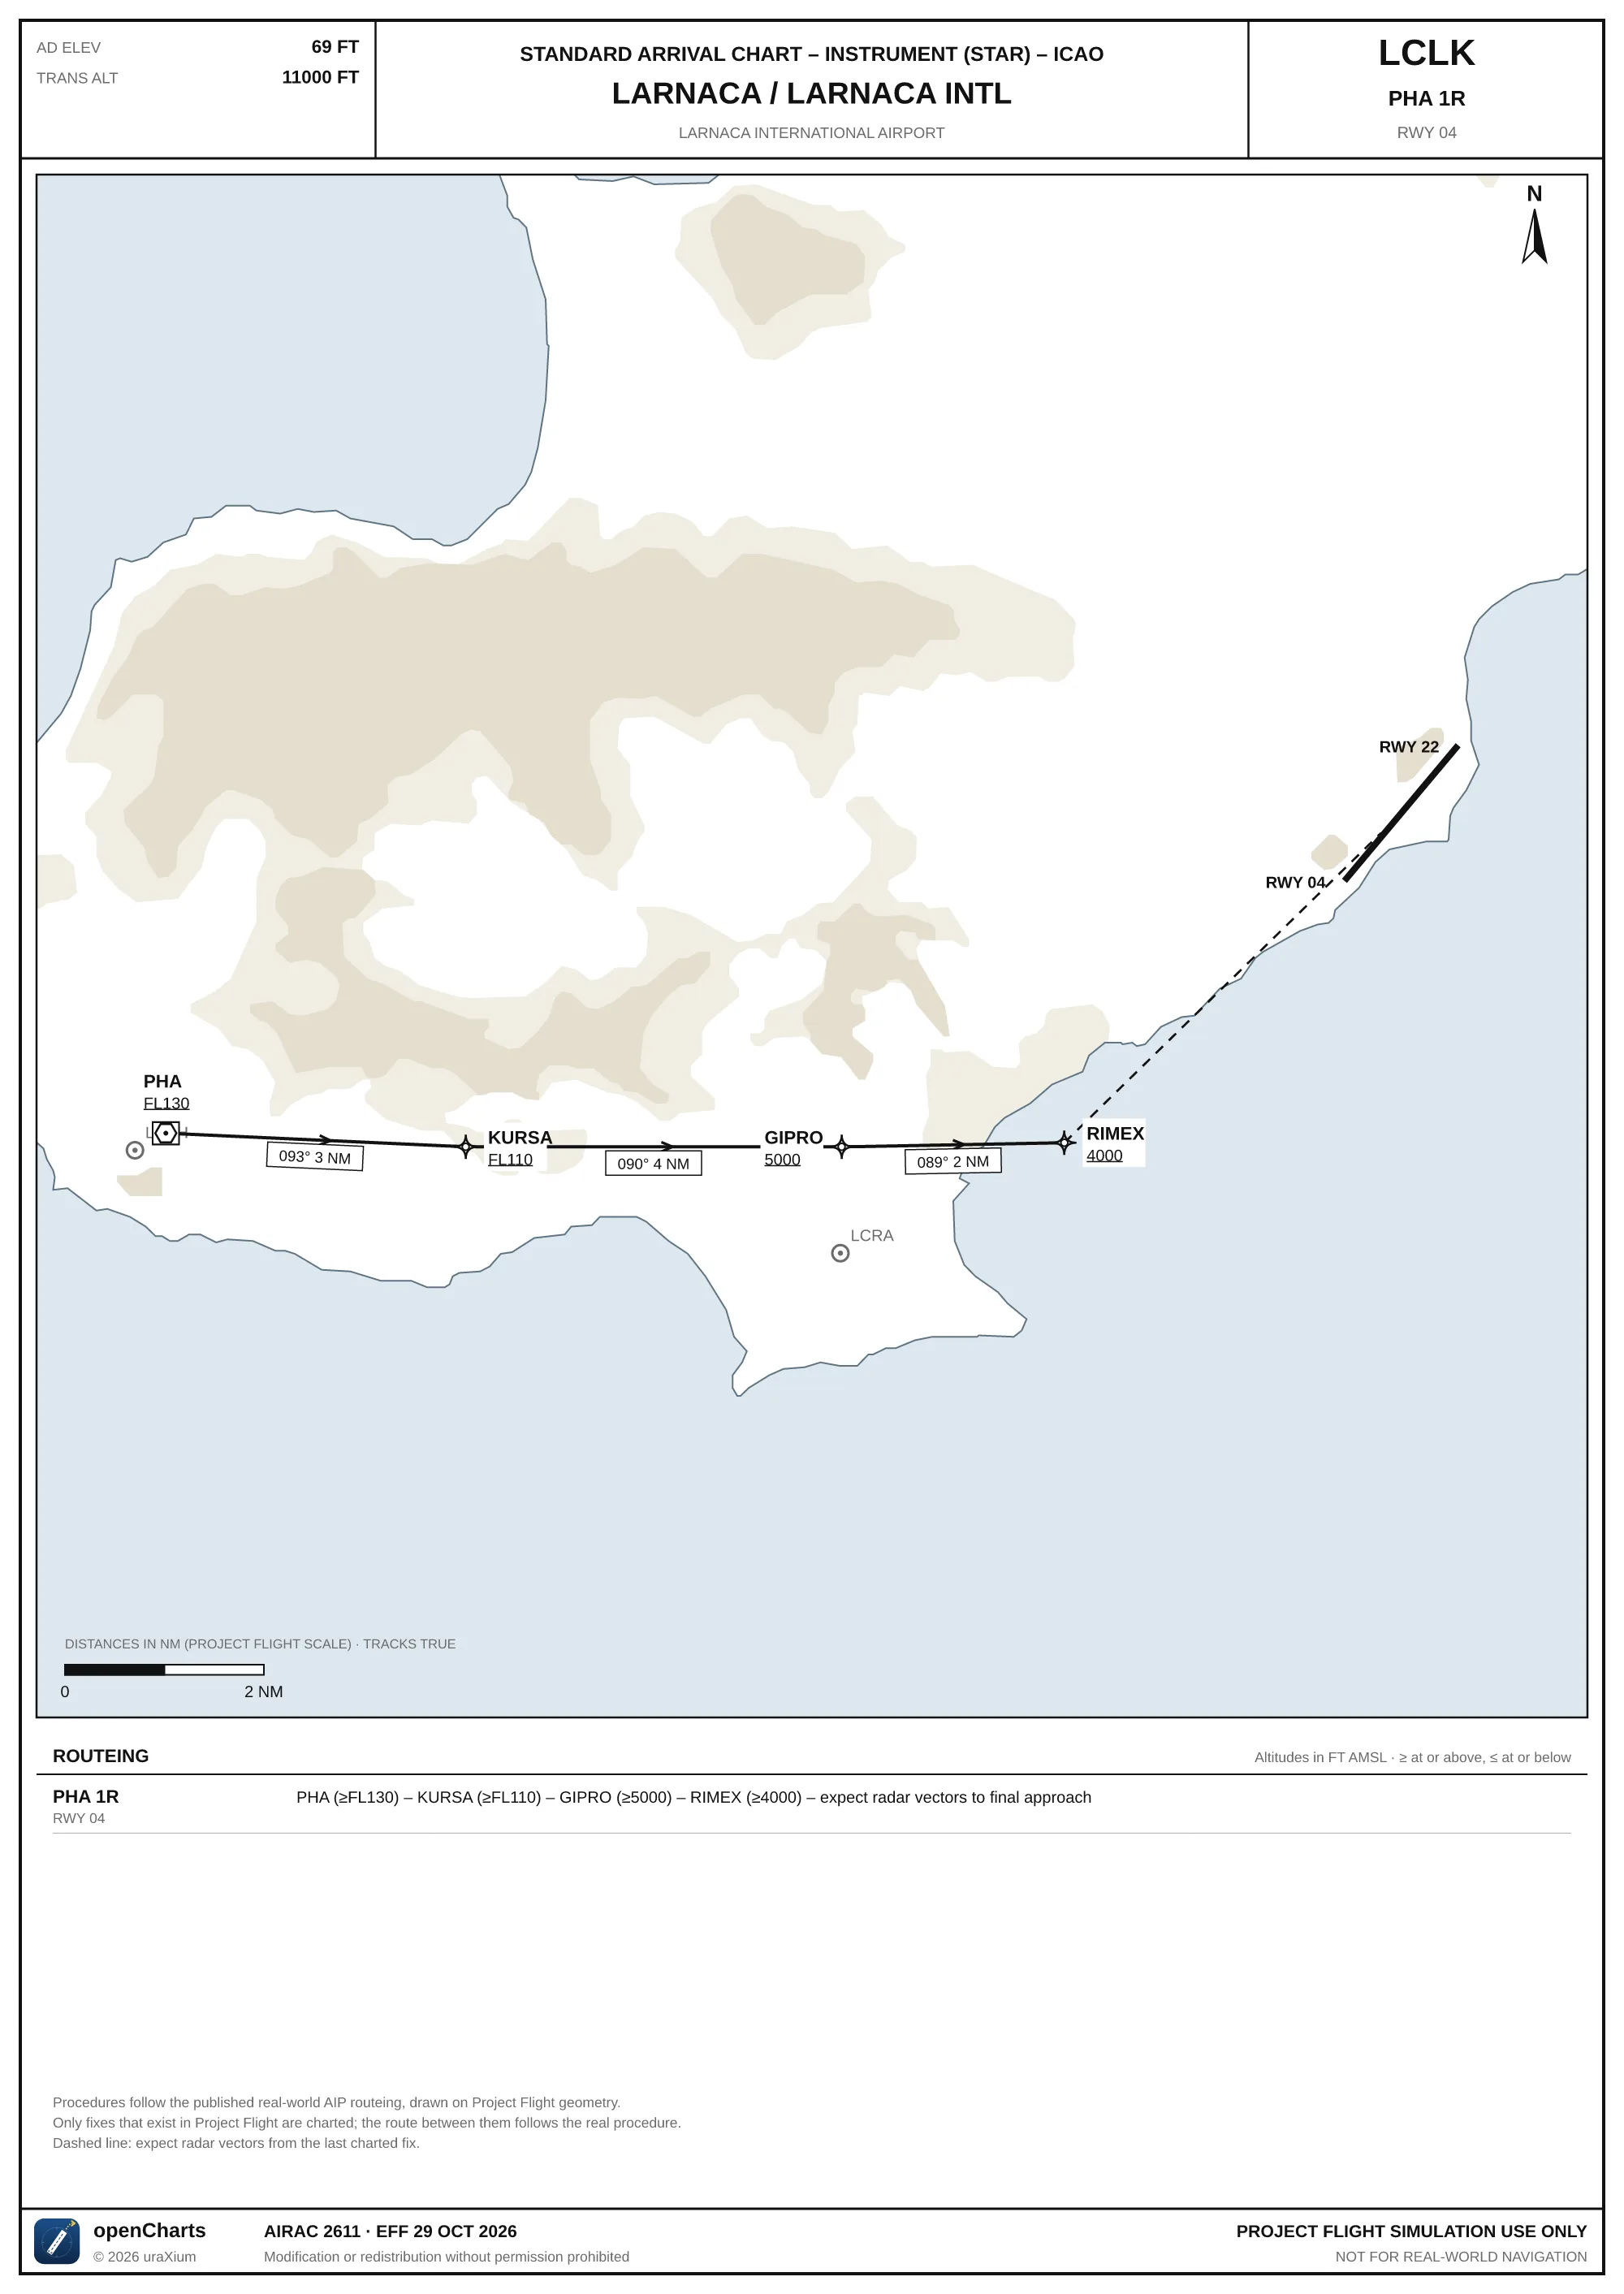 AD ELEV 69 FT
TRANS ALT 11000 FT
STANDARD ARRIVAL CHART – INSTRUMENT (STAR) – ICAO
LARNACA / LARNACA INTL
LARNACA INTERNATIONAL AIRPORT
LCLK
PHA 1R
RWY 04
N
RWY 22
RWY 04
PHA
FL130
093° 3 NM
KURSA
FL110
090° 4 NM
GIPRO
5000
089° 2 NM
RIMEX
4000
LCRA
DISTANCES IN NM (PROJECT FLIGHT SCALE) · TRACKS TRUE
0 2 NM
ROUTEING
Altitudes in FT AMSL · ≥ at or above, ≤ at or below
PHA 1R
PHA (≥FL130) – KURSA (≥FL110) – GIPRO (≥5000) – RIMEX (≥4000) – expect radar vectors to final approach
RWY 04
Procedures follow the published real-world AIP routeing, drawn on Project Flight geometry.
Only fixes that exist in Project Flight are charted; the route between them follows the real procedure.
Dashed line: expect radar vectors from the last charted fix.
openCharts
© 2026 uraXium
AIRAC 2611 · EFF 29 OCT 2026
Modification or redistribution without permission prohibited
PROJECT FLIGHT SIMULATION USE ONLY
NOT FOR REAL-WORLD NAVIGATION